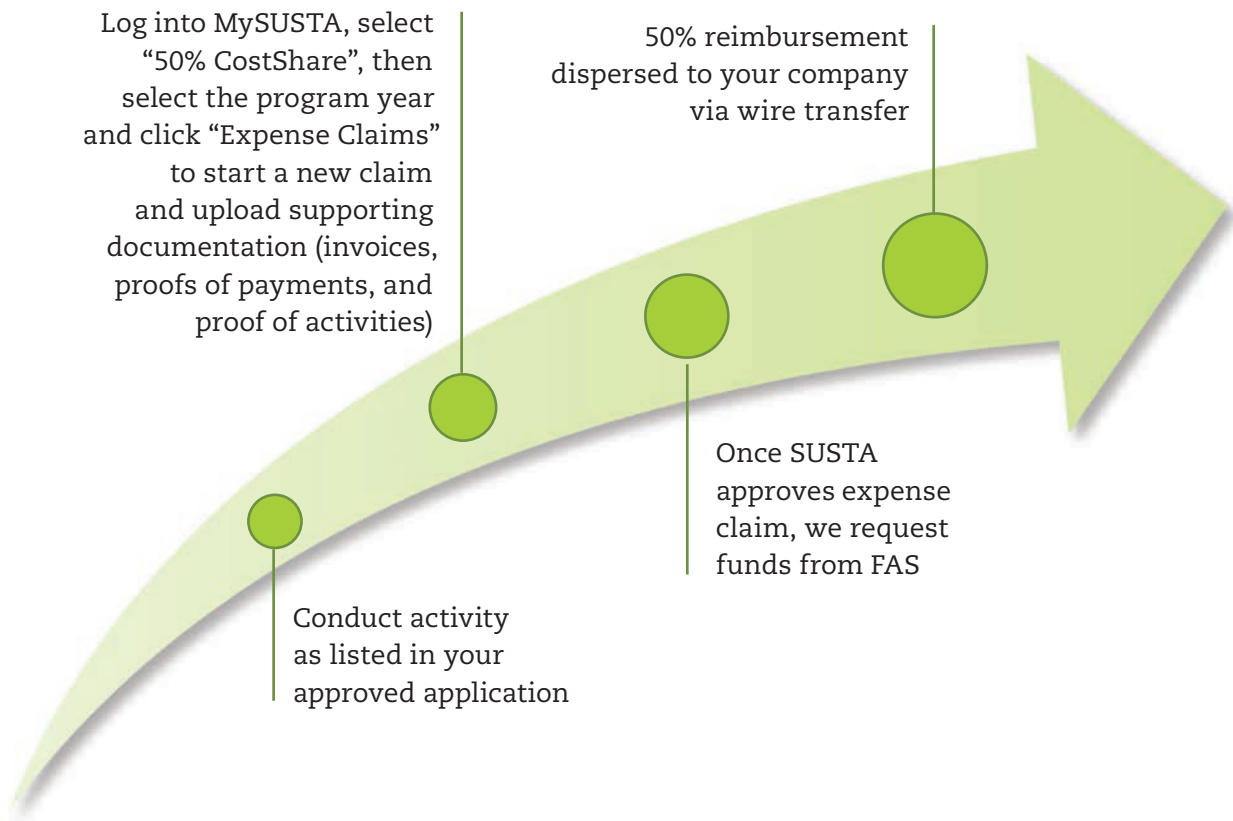 Log into MySUSTA, select
“50% CostShare”, then
select the program year
and click “Expense Claims”
to start a new claim
and upload supporting
documentation (invoices,
proofs of payments, and
proof of activities)
50% reimbursement
dispersed to your company
via wire transfer
Once SUSTA
approves expense
claim, we request
funds from FAS
Conduct activity
as listed in your
approved application